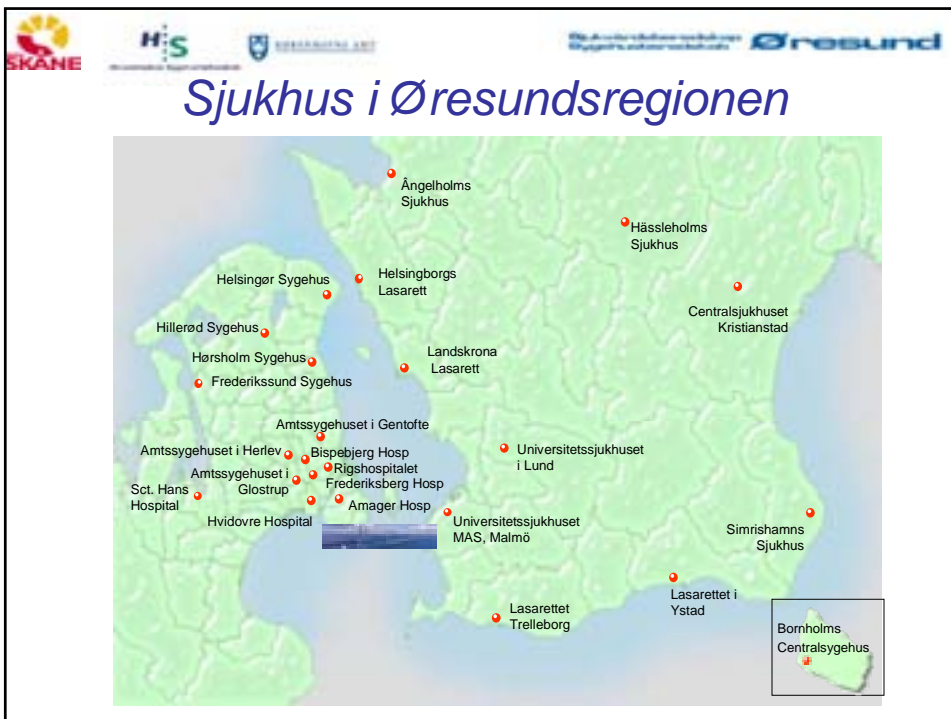 SKÅNE
H:S
KØBENHAVNS AMT
Øresund
Sjukhus i Øresundsregionen
Ängelholms
Sjukhus
Hässleholms
Sjukhus
Helsingør Sygehus
Helsingborgs
Lasarett
Centralsjukhuset
Kristianstad
Hillerød Sygehus
Hørsholm Sygehus
Landskrona
Lasarett
Frederikssund Sygehus
Amtssygehuset i Gentofte
Amtssygehuset i Herlev
Bispebjerg Hosp
Universitetssjukhuset
i Lund
Rigshospitalet
Amtssygehuset i
Glostrup
Frederiksberg Hosp
Sct. Hans
Hospital
Amager Hosp
Hvidovre Hospital
Universitetssjukhuset
MAS, Malmö
Simrishamns
Sjukhus
Lasarettet i
Ystad
Lasarettet
Trelleborg
Bornholms
Centralsygehus